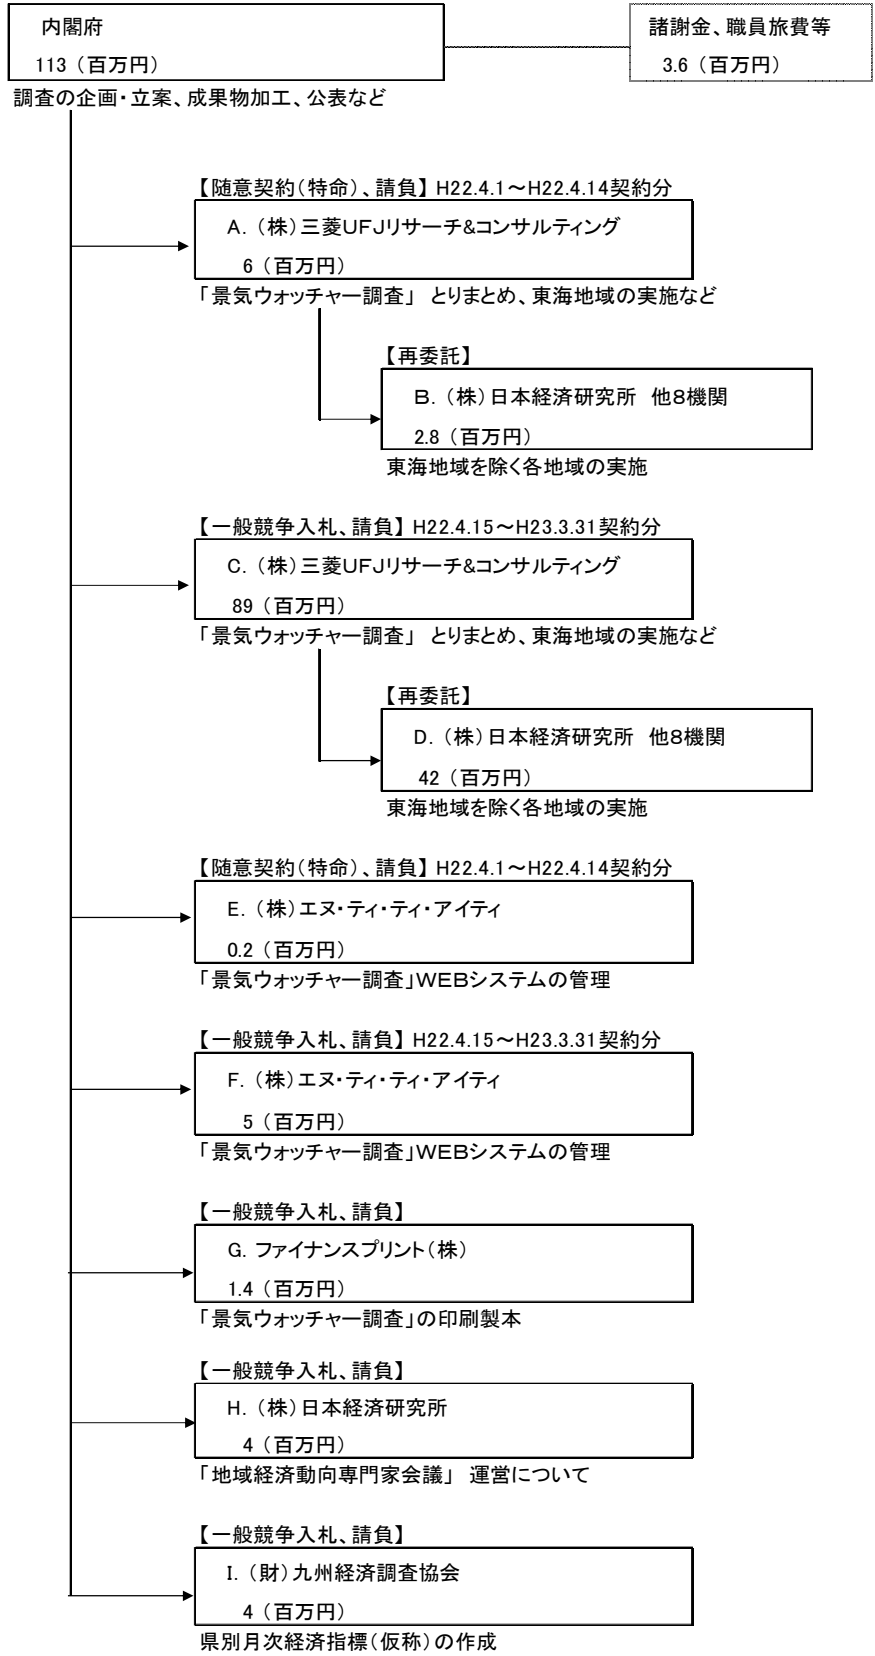 内閣府
113（百万円）
諸謝金、職員旅費等
3.6（百万円）
調査の企画・立案、成果物加工、公表など
【随意契約（特命）、請負】 H22.4.1～H22.4.14契約分
A.（株）三菱UFJリサーチ&コンサルティング
6（百万円）
「景気ウォッチャー調査」　とりまとめ、東海地域の実施など
【再委託】
B.（株）日本経済研究所　他8機関
2.8（百万円）
東海地域を除く各地域の実施
【一般競争入札、請負】 H22.4.15～H23.3.31契約分
C.（株）三菱UFJリサーチ&コンサルティング
89（百万円）
「景気ウォッチャー調査」　とりまとめ、東海地域の実施など
【再委託】
D.（株）日本経済研究所　他8機関
42（百万円）
東海地域を除く各地域の実施
【随意契約（特命）、請負】 H22.4.1～H22.4.14契約分
E.（株）エヌ・ティ・ティ・アイティ
0.2（百万円）
「景気ウォッチャー調査」WEBシステムの管理
【一般競争入札、請負】 H22.4.15～H23.3.31契約分
F.（株）エヌ・ティ・ティ・アイティ
5（百万円）
「景気ウォッチャー調査」WEBシステムの管理
【一般競争入札、請負】
G. ファイナンスプリント（株）
1.4（百万円）
「景気ウォッチャー調査」の印刷製本
【一般競争入札、請負】
H.（株）日本経済研究所
4（百万円）
「地域経済動向専門家会議」　運営について
【一般競争入札、請負】
I.（財）九州経済調査協会
4（百万円）
県別月次経済指標（仮称）の作成